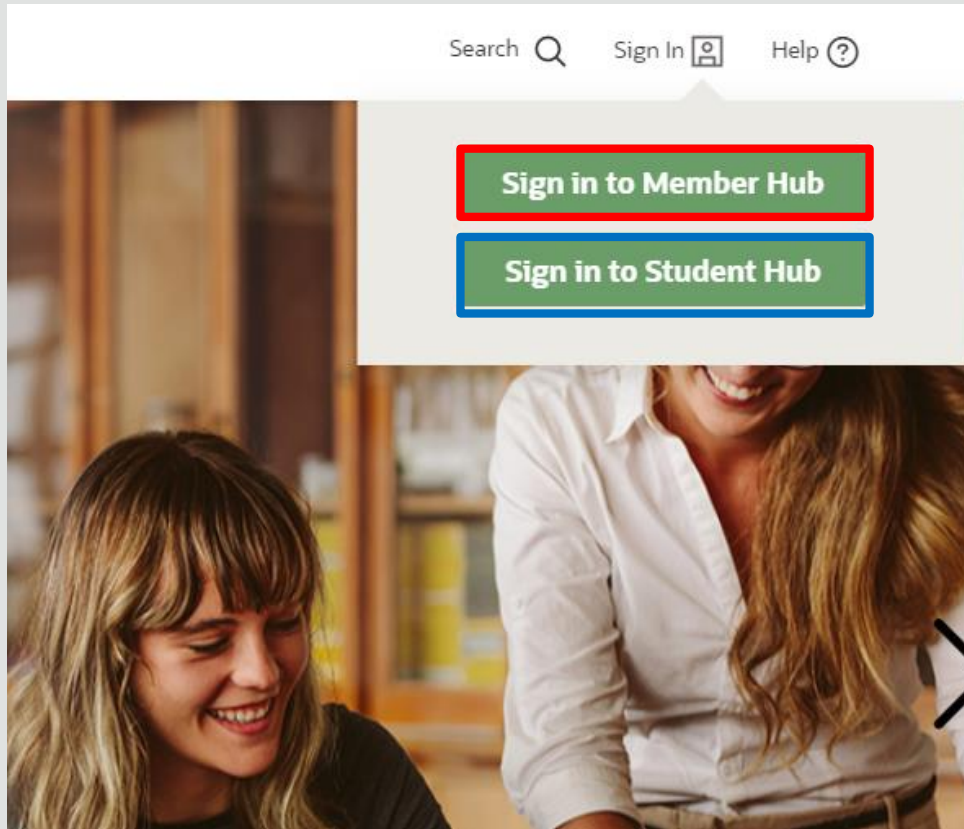 Search Sign In Help ?
Sign in to Member Hub
Sign in to Student Hub